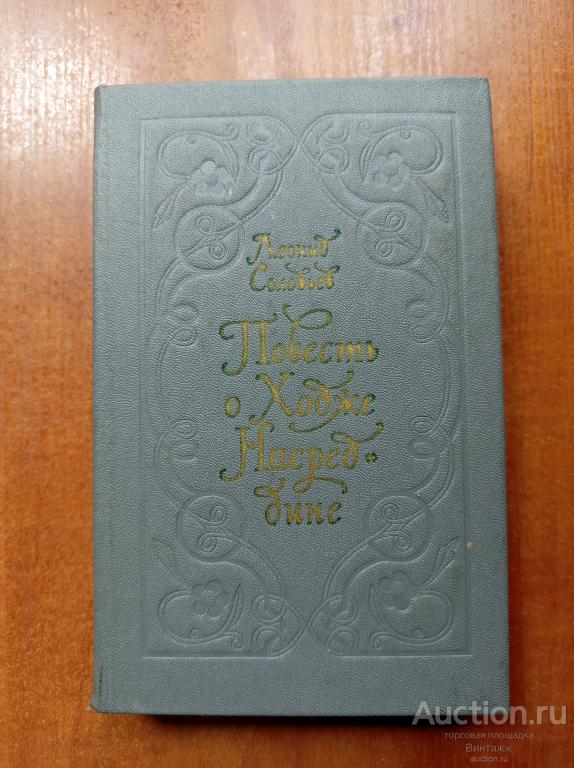 Леонид
Соловьев
Повесть
о Ходже
Насред-
дине
Auction.ru
торговая площадка
Винтажж
auction.ru